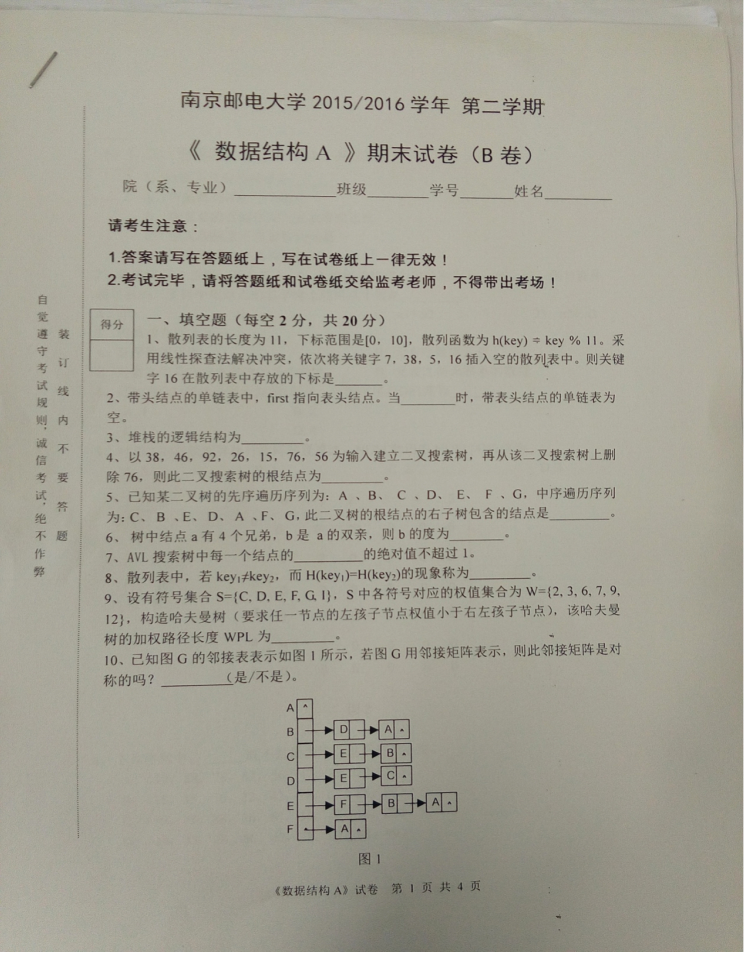 南京邮电大学 2015/2016 学年 第二学期
《 数据结构 A 》期末试卷（B 卷）
院（系、专业）____________班级_______学号______姓名________
请考生注意：
1.答案请写在答题纸上，写在试卷纸上一律无效！
2.考试完毕，请将答题纸和试卷纸交给监考老师，不得带出考场！
自觉遵守考试规则，诚信考试，绝不作弊
装订线内不要答题
得分
一、填空题（每空 2 分，共 20 分）
1、散列表的长度为 11，下标范围是[0，10]，散列函数为 h(key) = key % 11。采
用线性探查法解决冲突，依次将关键字 7，38，5，16 插入空的散列表中。则关键
字 16 在散列表中存放的下标是______。
2、带头结点的单链表中，first 指向表头结点。当_______时，带表头结点的单链表为
空。
3、堆栈的逻辑结构为________。
4、以 38，46，92，26，15，76，56 为输入建立二叉搜索树，再从该二叉搜索树上删
除 76，则此二叉搜索树的根结点为________。
5、已知某二叉树的先序遍历序列为：A 、B、 C 、D、 E、 F 、G，中序遍历序列
为：C、 B 、E、 D、 A 、F、 G，此二叉树的根结点的右子树包含的结点是________。
6、 树中结点 a 有 4 个兄弟，b 是 a 的双亲，则 b 的度为_______。
7、AVL 搜索树中每一个结点的_________的绝对值不超过 1。
8、散列表中，若 key₁≠key₂，而 H(key₁)=H(key₂)的现象称为________。
9、设有符号集合 S={C, D, E, F, G, I}，S 中各符号对应的权值集合为 W={2, 3, 6, 7, 9,
12}，构造哈夫曼树（要求任一节点的左孩子节点权值小于右左孩子节点），该哈夫曼
树的加权路径长度 WPL 为________。
10、已知图 G 的邻接表表示如图 1 所示，若图 G 用邻接矩阵表示，则此邻接矩阵是对
称的吗？_________（是/不是）。
A ^
B D A ^
C E B ^
D E C ^
E F B A ^
F ^ A ^
图 1
《数据结构 A》试卷 第 1 页 共 4 页